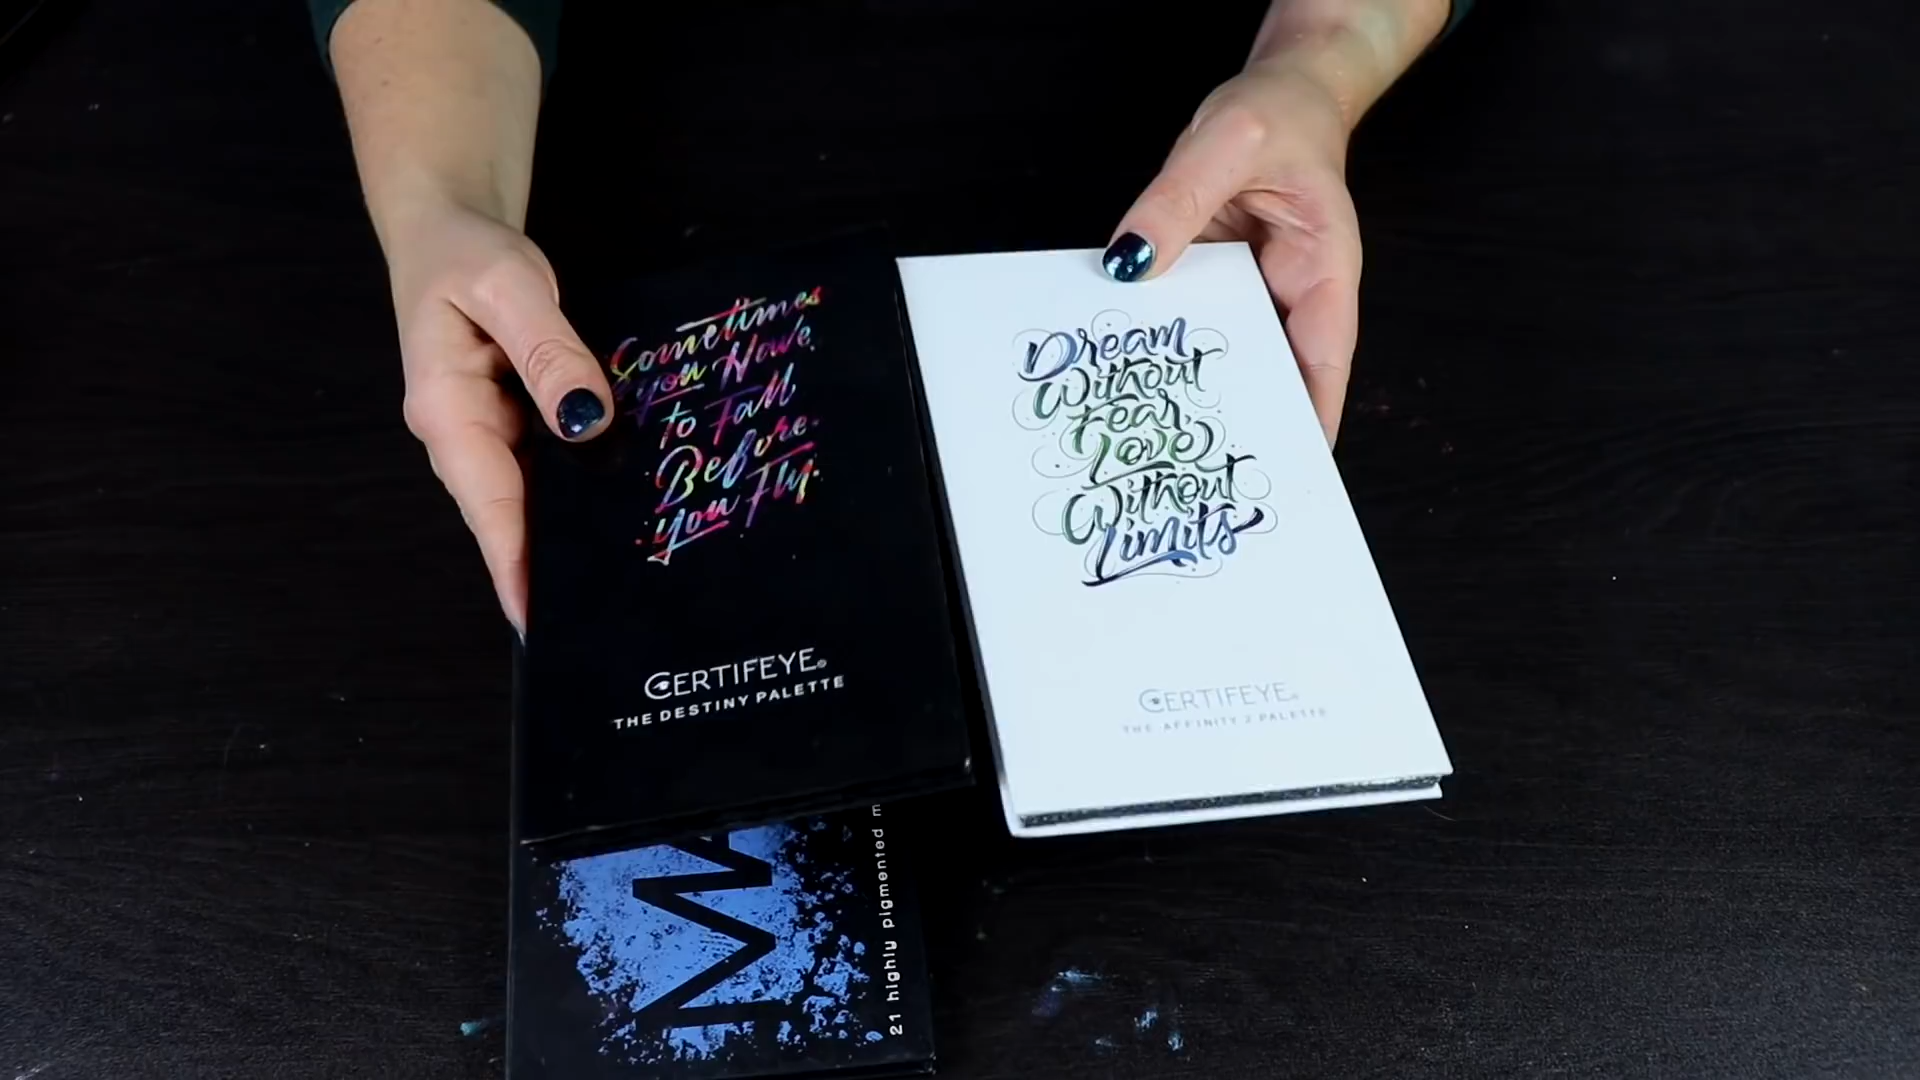 Sometimes
you Have
to Fall
Before
you Fly.
CERTIFEYE®
THE DESTINY PALETTE
Dream
Without
Fear,
Love
Without
Limits
CERTIFEYE®
THE AFFINITY 2 PALETTE
21 highly pigmented m
MA